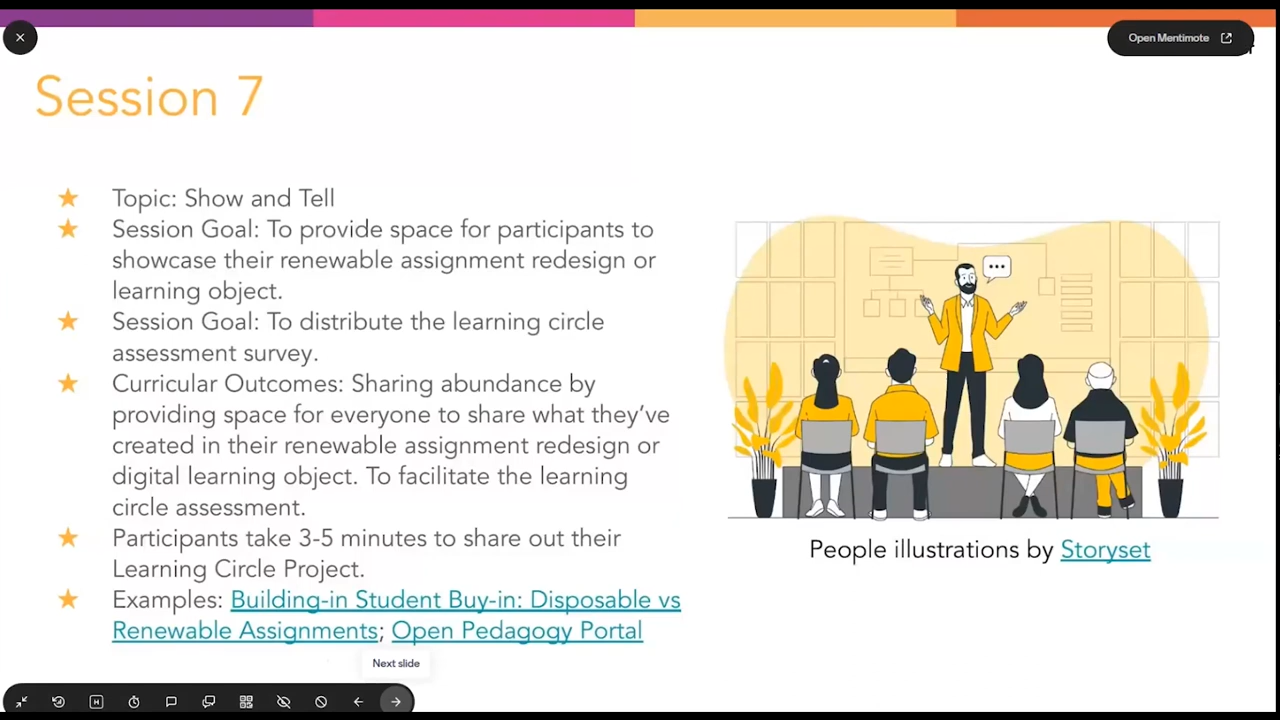 Open Mentimote
Session 7
★ Topic: Show and Tell
★ Session Goal: To provide space for participants to
showcase their renewable assignment redesign or
learning object.
★ Session Goal: To distribute the learning circle
assessment survey.
★ Curricular Outcomes: Sharing abundance by
providing space for everyone to share what they’ve
created in their renewable assignment redesign or
digital learning object. To facilitate the learning
circle assessment.
★ Participants take 3-5 minutes to share out their
Learning Circle Project.
★ Examples: Building-in Student Buy-in: Disposable vs
Renewable Assignments; Open Pedagogy Portal
People illustrations by Storyset
Next slide
H